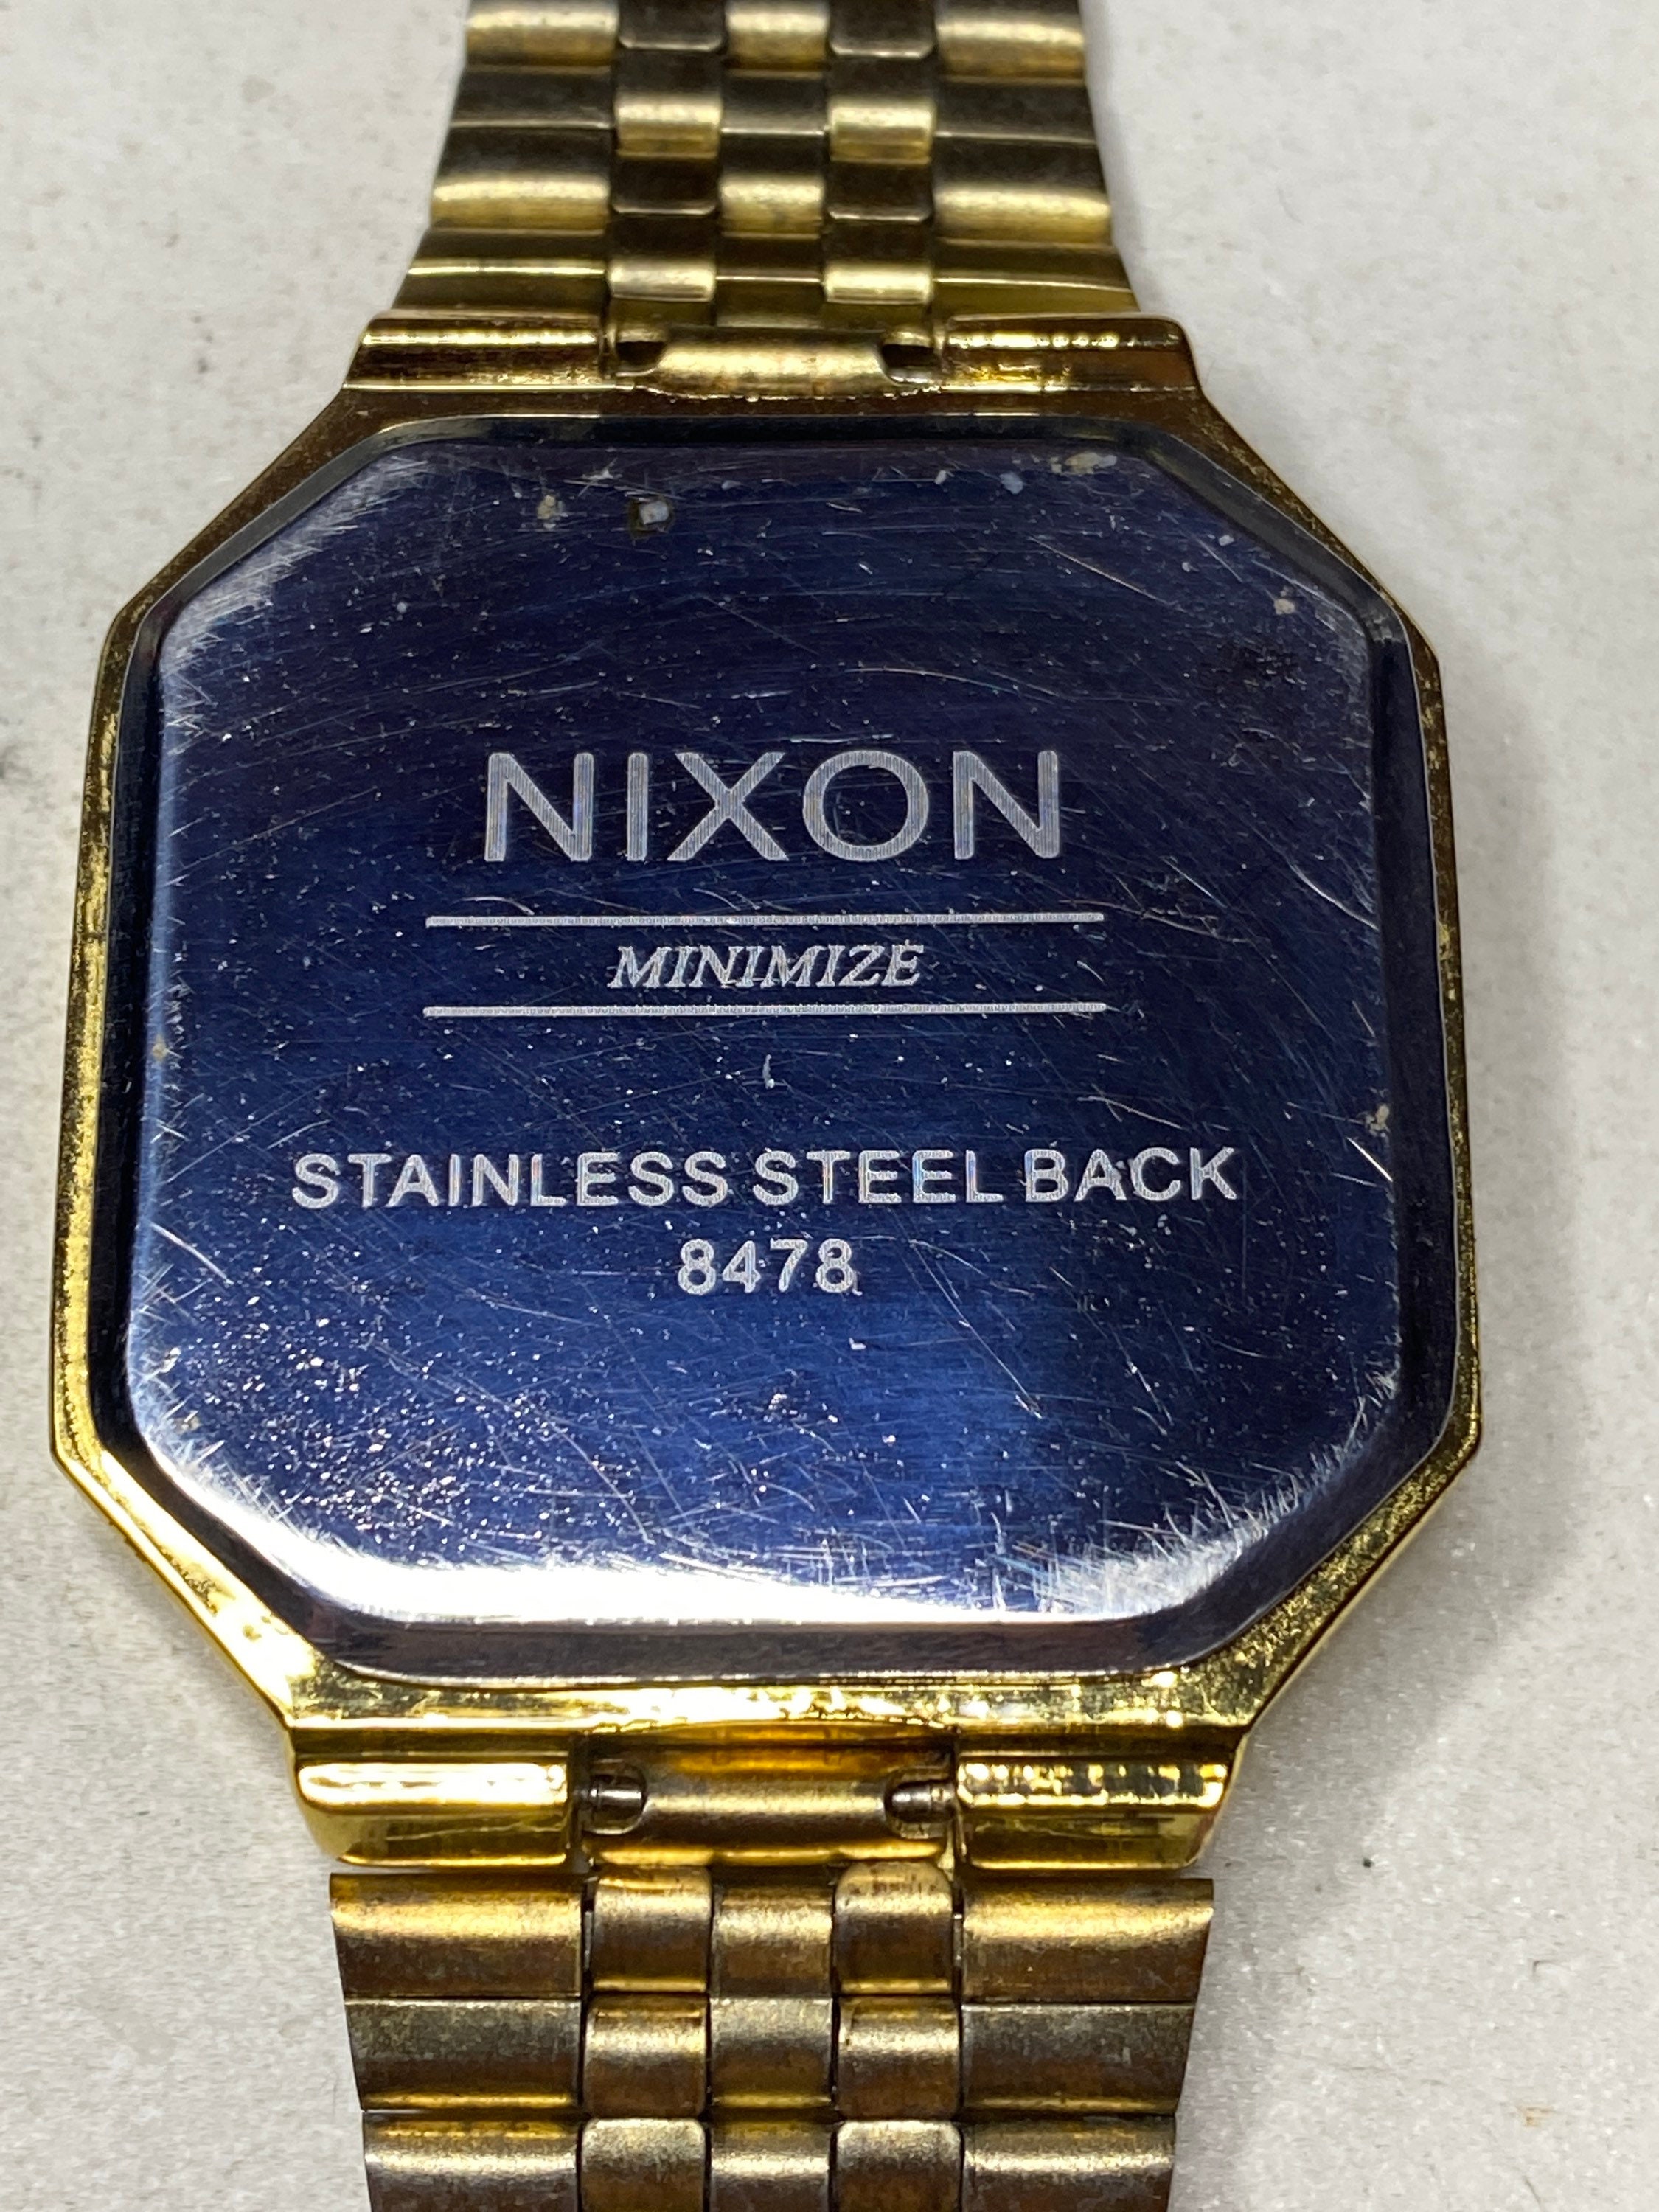 NIXON
MINIMIZE
STAINLESS STEEL BACK
8478